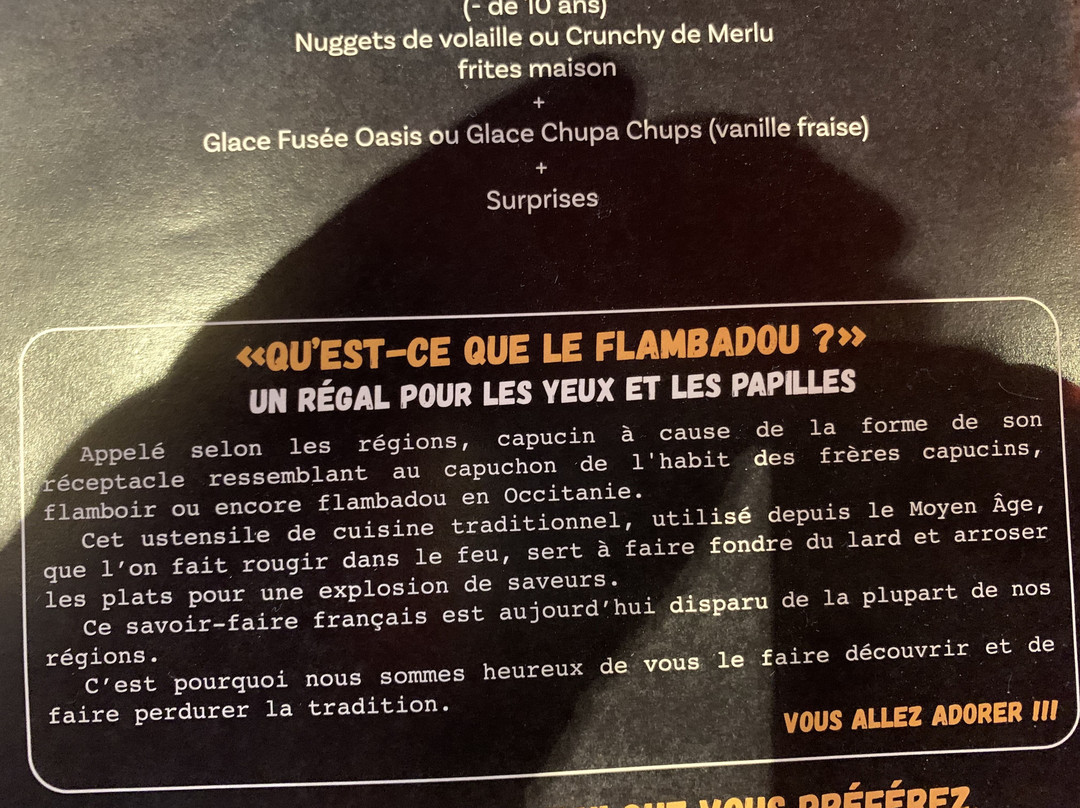 (- de 10 ans)
Nuggets de volaille ou Crunchy de Merlu
frites maison
+
Glace Fusée Oasis ou Glace Chupa Chups (vanille fraise)
+
Surprises
«QU'EST-CE QUE LE FLAMBADOU ?»
UN RÉGAL POUR LES YEUX ET LES PAPILLES
Appelé selon les régions, capucin à cause de la forme de son
réceptacle ressemblant au capuchon de l'habit des frères capucins,
flamboir ou encore flambadou en Occitanie.
Cet ustensile de cuisine traditionnel, utilisé depuis le Moyen Âge,
que l'on fait rougir dans le feu, sert à faire fondre du lard et arroser
les plats pour une explosion de saveurs.
Ce savoir-faire français est aujourd'hui disparu de la plupart de nos
régions.
C'est pourquoi nous sommes heureux de vous le faire découvrir et de
faire perdurer la tradition.
VOUS ALLEZ ADORER !!!
VOUS PRÉFÉREZ